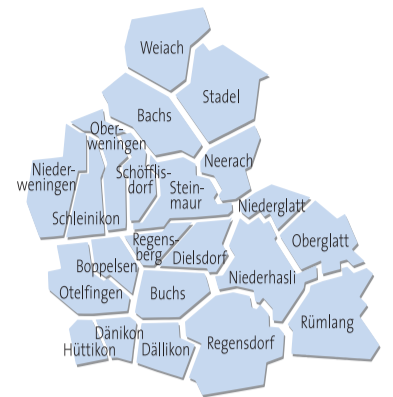 Weiach
Stadel
Bachs
Ober-
weningen
Neerach
Nieder-
weningen
Schöfflis-
dorf
Stein-
maur
Schleinikon
Niederglatt
Regens-
berg
Oberglatt
Dielsdorf
Boppelsen
Niederhasli
Otelfingen
Buchs
Rümlang
Dänikon
Hüttikon
Dällikon
Regensdorf